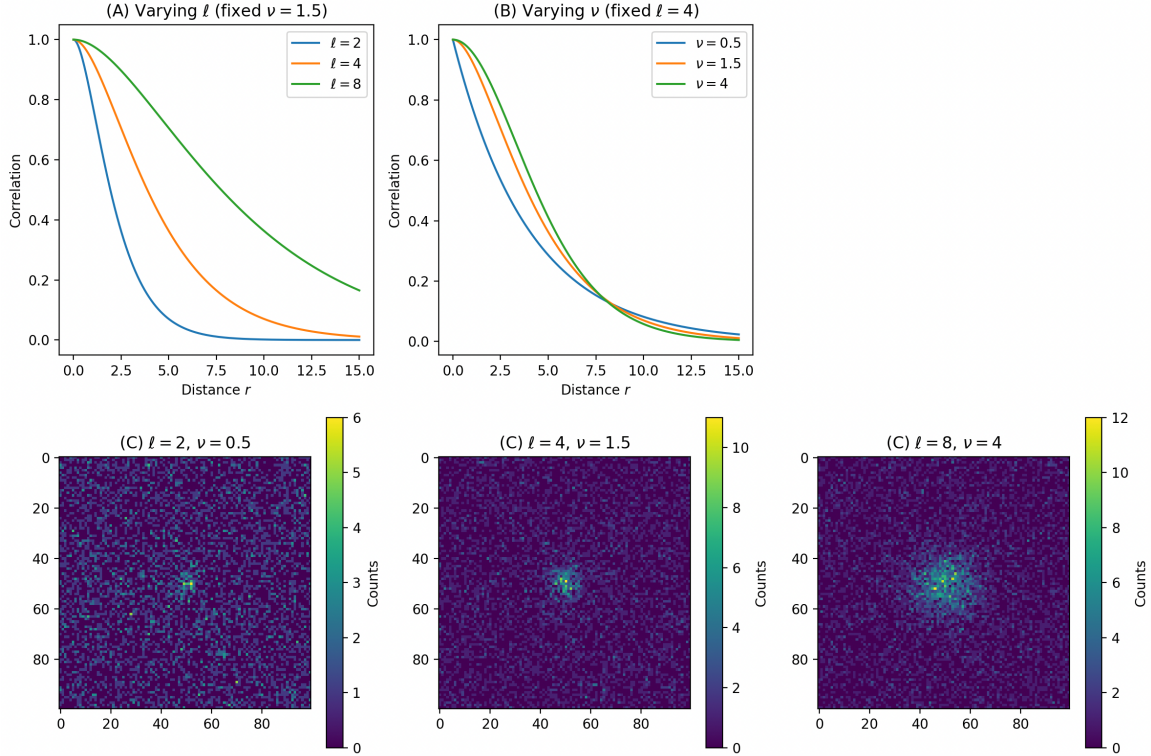 (A) Varying ℓ (fixed ν = 1.5)
1.0
0.8
0.6
0.4
0.2
0.0
Correlation
ℓ = 2
ℓ = 4
ℓ = 8
0.0 2.5 5.0 7.5 10.0 12.5 15.0
Distance r
(B) Varying ν (fixed ℓ = 4)
1.0
0.8
0.6
0.4
0.2
0.0
Correlation
ν = 0.5
ν = 1.5
ν = 4
0.0 2.5 5.0 7.5 10.0 12.5 15.0
Distance r
(C) ℓ = 2, ν = 0.5
0
20
40
60
80
0 20 40 60 80
6
5
4
3
2
1
0
Counts
(C) ℓ = 4, ν = 1.5
0
20
40
60
80
0 20 40 60 80
10
8
6
4
2
0
Counts
(C) ℓ = 8, ν = 4
0
20
40
60
80
0 20 40 60 80
12
10
8
6
4
2
0
Counts